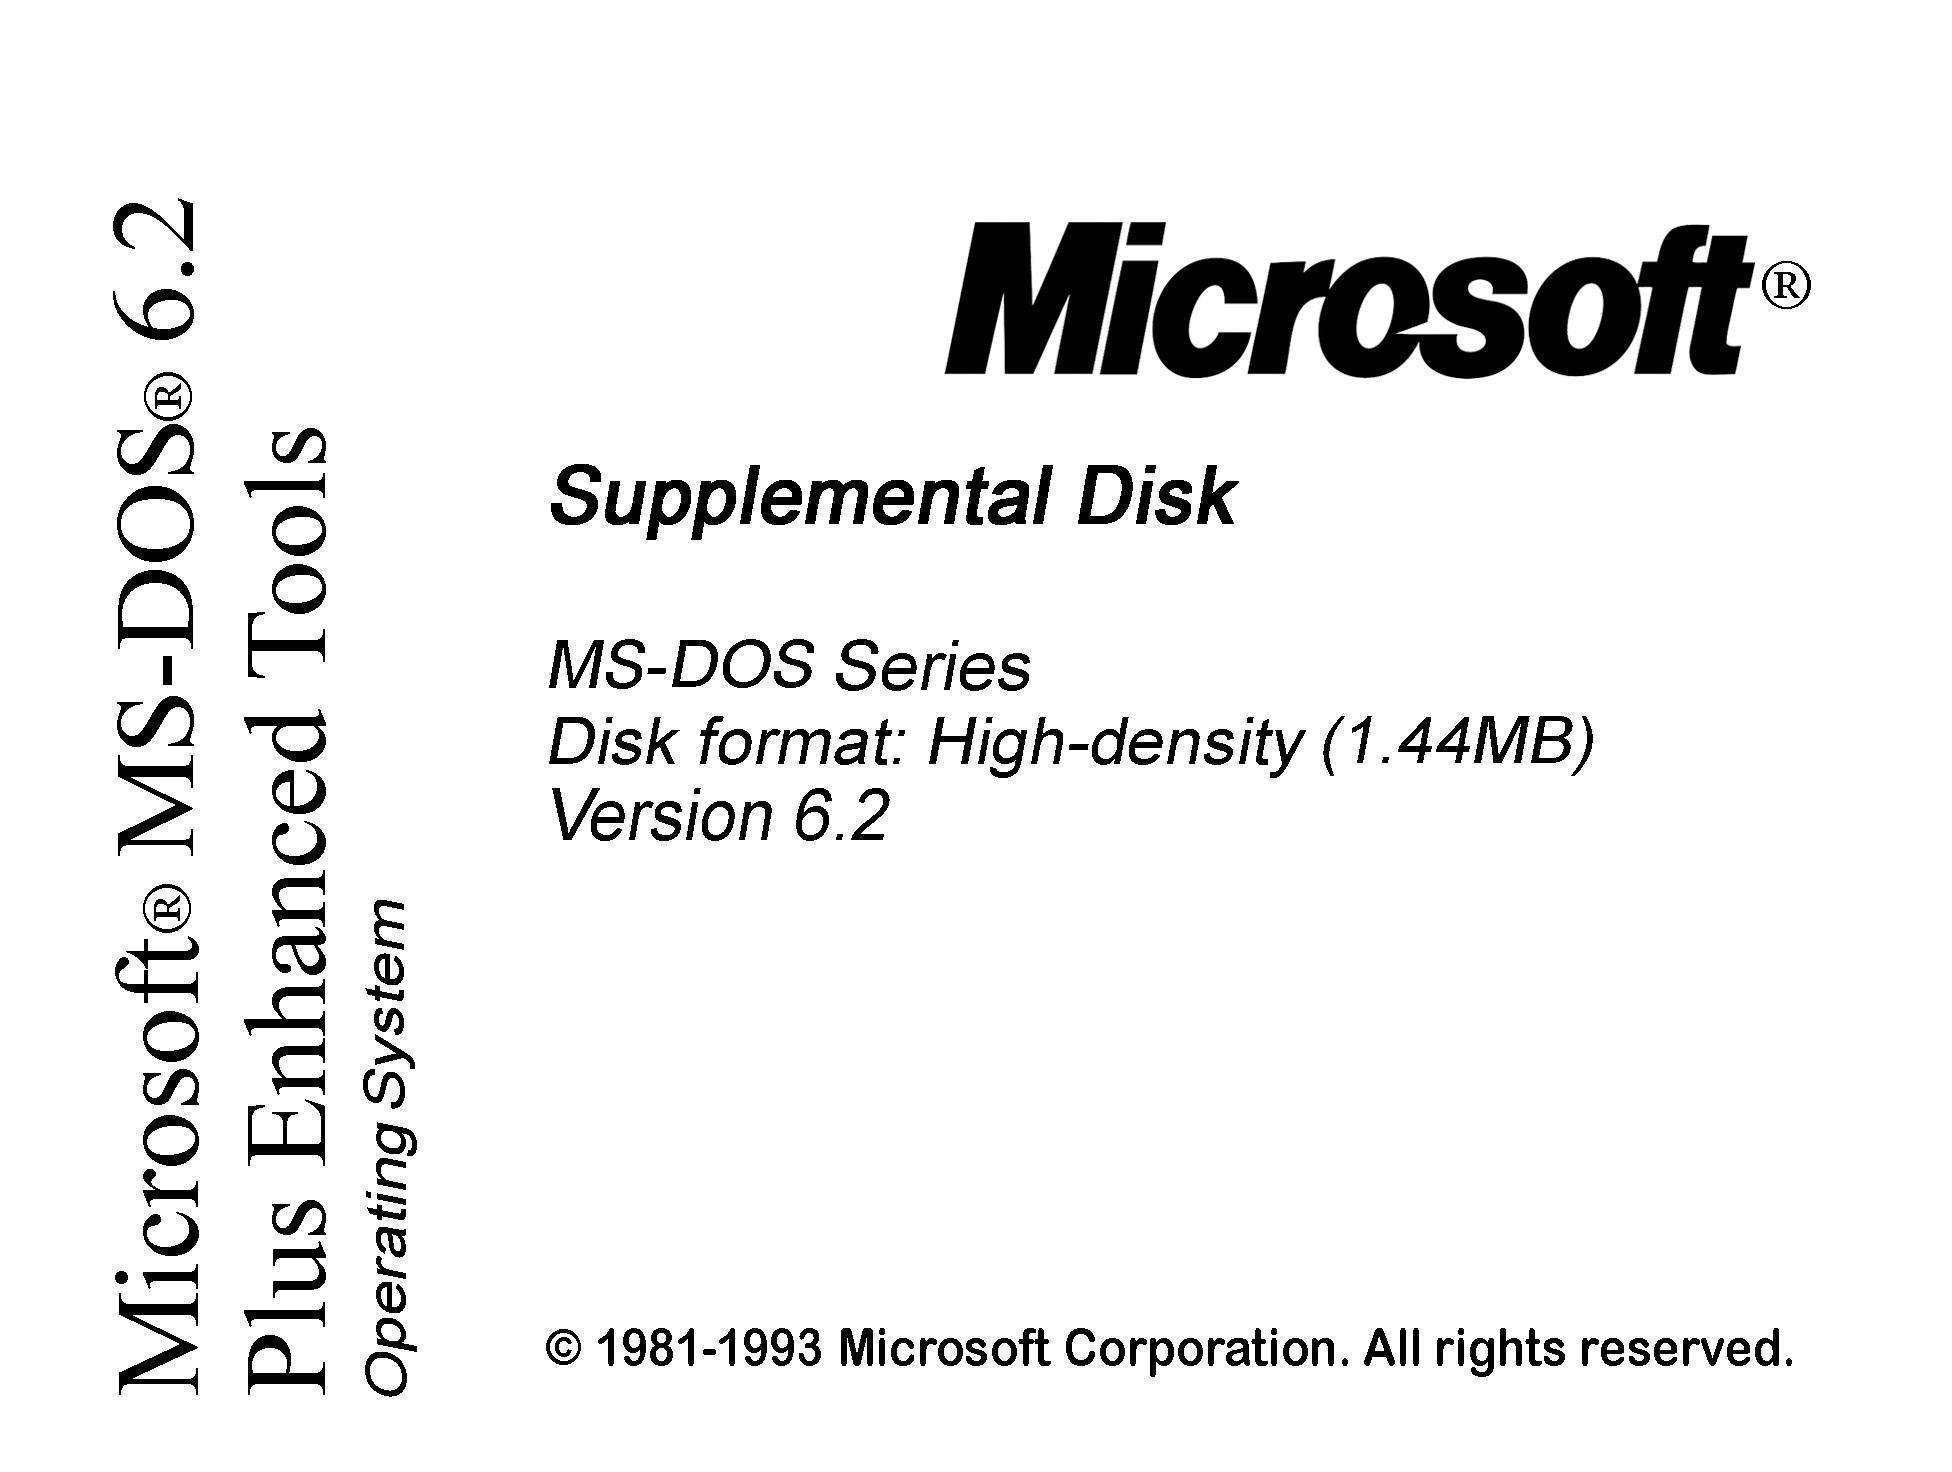 Microsoft® MS-DOS® 6.2
Plus Enhanced Tools
Operating System
Microsoft®
Supplemental Disk
MS-DOS Series
Disk format: High-density (1.44MB)
Version 6.2
© 1981-1993 Microsoft Corporation. All rights reserved.